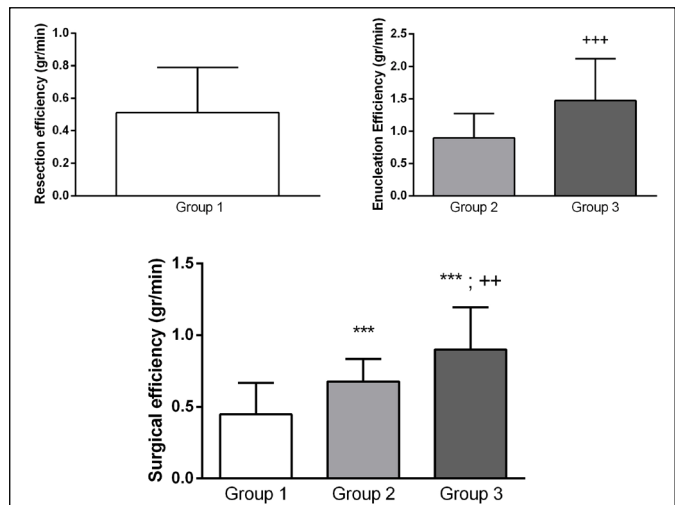 Resection efficiency (gr/min)
1.0
0.8
0.6
0.4
0.2
0.0
Group 1
Enucleation Efficiency (gr/min)
2.5
2.0
1.5
1.0
0.5
0.0
+++
Group 2 Group 3
Surgical efficiency (gr/min)
1.5
1.0
0.5
0.0
***
*** ; ++
Group 1 Group 2 Group 3